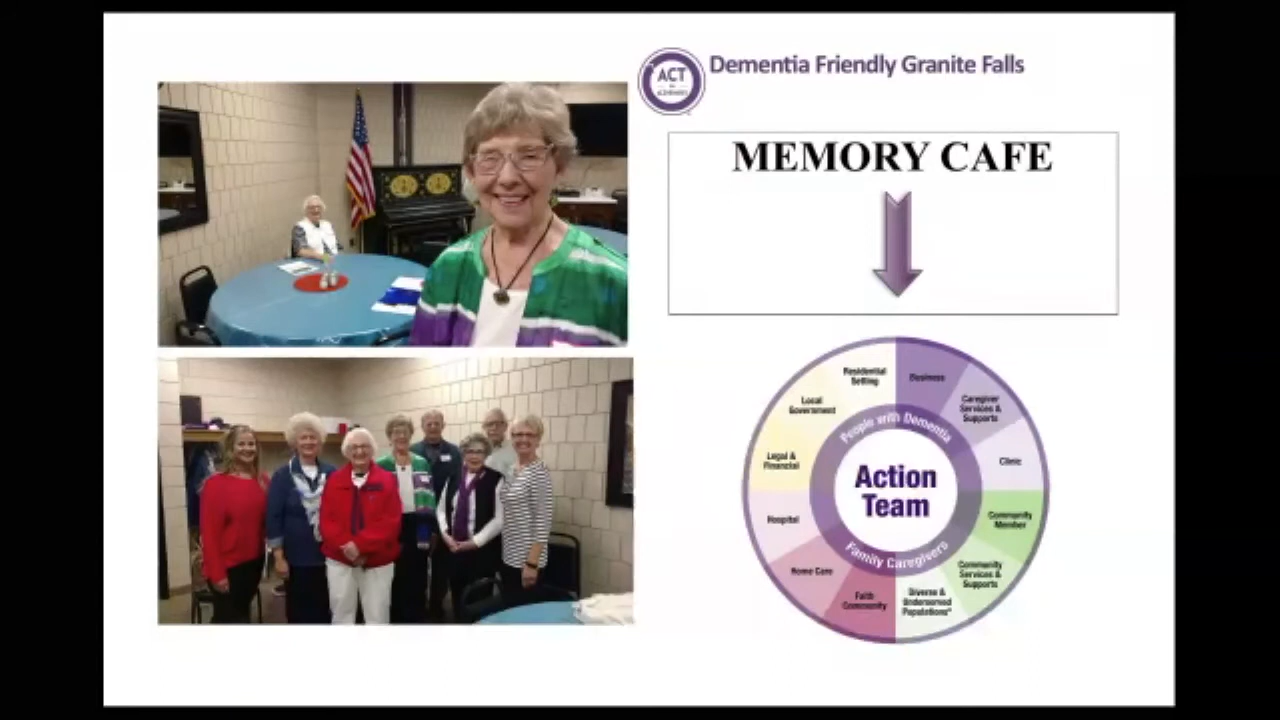 ACT
ALZHEIMER'S
Dementia Friendly Granite Falls
MEMORY CAFE
Residential
Setting
Business
Caregiver
Services &
Supports
Clinic
Community
Member
Community
Services &
Supports
Diverse &
Underserved
Populations*
Faith
Community
Home Care
Hospital
Legal &
Financial
Local
Government
People with Dementia
Action
Team
Family Caregivers